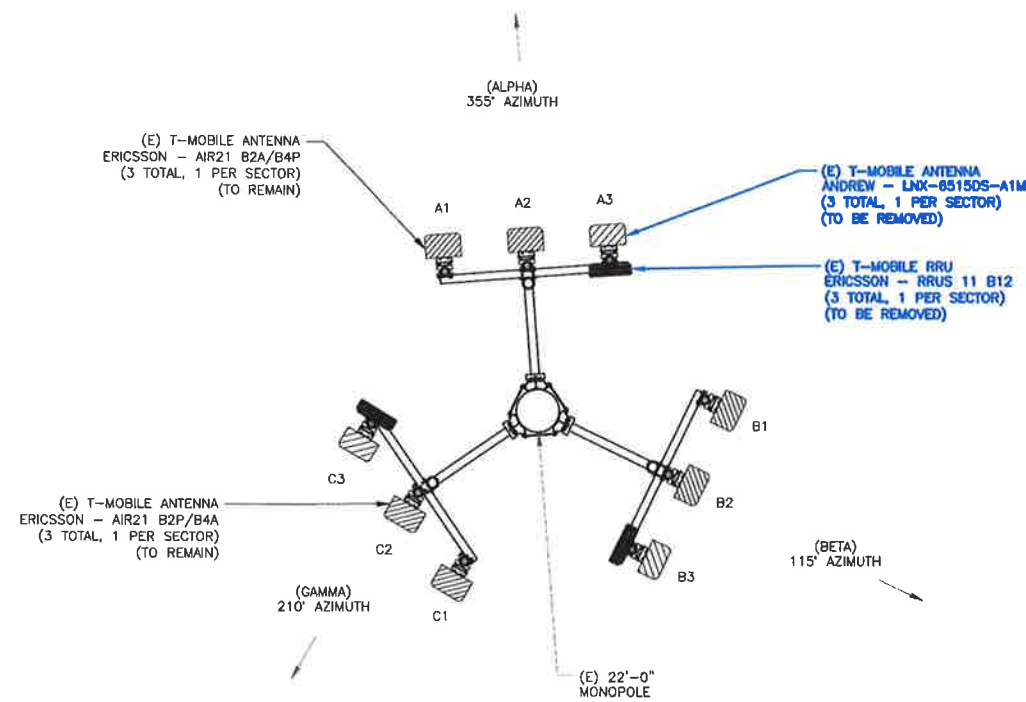 (ALPHA)
355° AZIMUTH
(E) T-MOBILE ANTENNA
ERICSSON - AIR21 B2A/B4P
(3 TOTAL, 1 PER SECTOR)
(TO REMAIN)
(E) T-MOBILE ANTENNA
ANDREW - LNX-6515DS-A1M
(3 TOTAL, 1 PER SECTOR)
(TO BE REMOVED)
A1
A2
A3
(E) T-MOBILE RRU
ERICSSON - RRUS 11 B12
(3 TOTAL, 1 PER SECTOR)
(TO BE REMOVED)
B1
C3
B2
(E) T-MOBILE ANTENNA
ERICSSON - AIR21 B2P/B4A
(3 TOTAL, 1 PER SECTOR)
(TO REMAIN)
C2
B3
(BETA)
115° AZIMUTH
(GAMMA)
210° AZIMUTH
C1
(E) 22'-0"
MONOPOLE